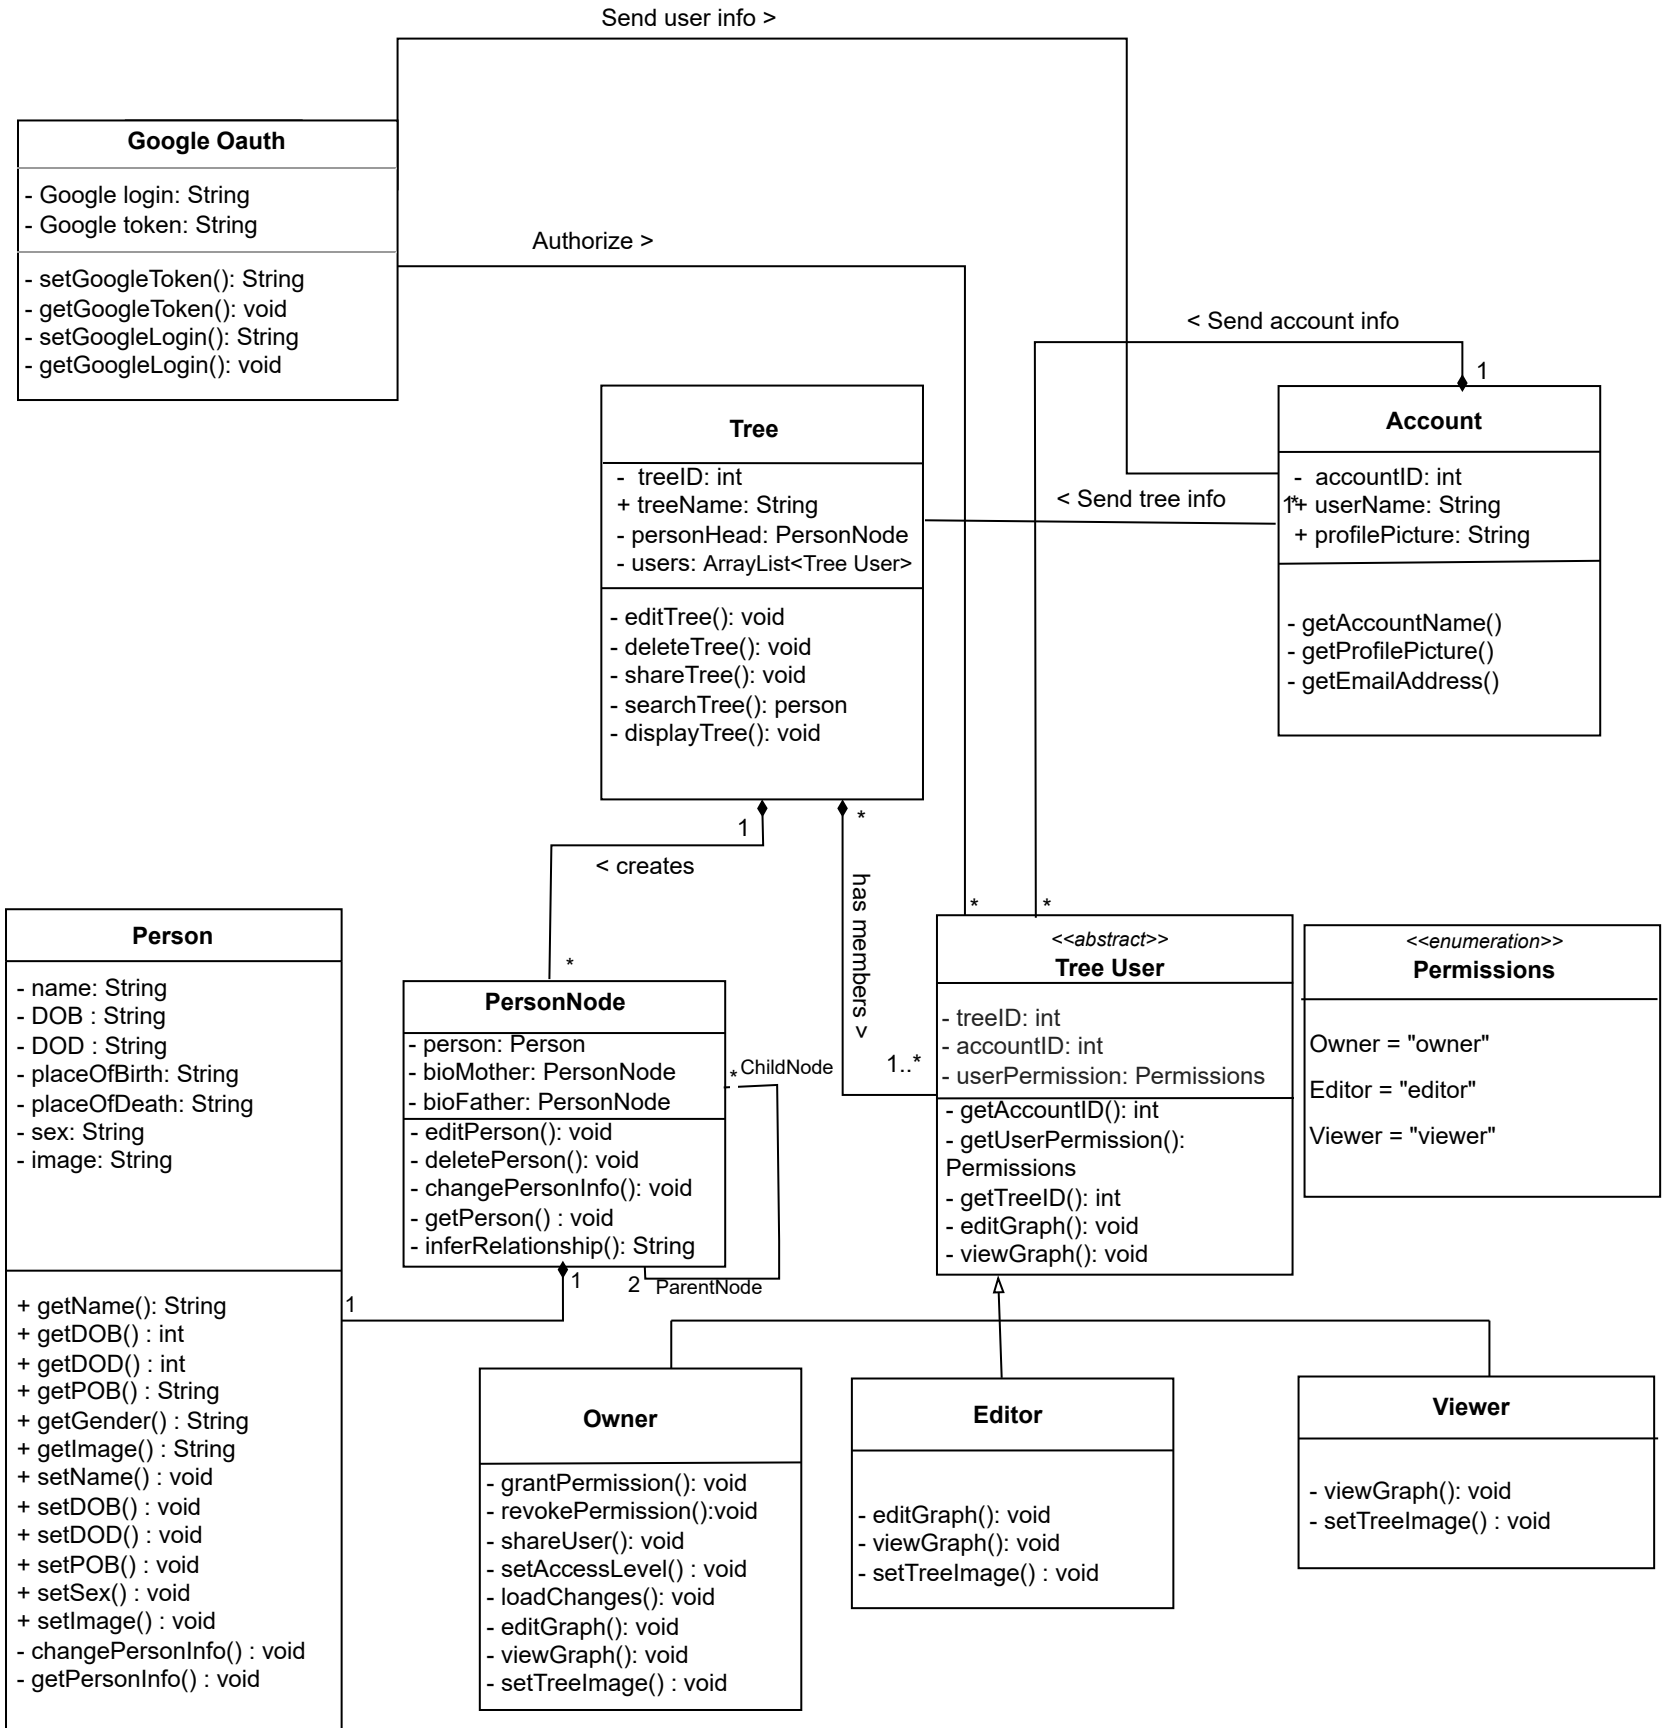 Send user info >
Google Oauth
- Google login: String
- Google token: String
- setGoogleToken(): String
- getGoogleToken(): void
- setGoogleLogin(): String
- getGoogleLogin(): void
Authorize >
< Send account info
1
Tree
- treeID: int
+ treeName: String
- personHead: PersonNode
- users: ArrayList<Tree User>
- editTree(): void
- deleteTree(): void
- shareTree(): void
- searchTree(): person
- displayTree(): void
< Send tree info
Account
- accountID: int
1*
+ userName: String
+ profilePicture: String
- getAccountName()
- getProfilePicture()
- getEmailAddress()
1
< creates
*
*
has members >
1..*
*
*
Person
- name: String
- DOB : String
- DOD : String
- placeOfBirth: String
- placeOfDeath: String
- sex: String
- image: String
+ getName(): String
+ getDOB() : int
+ getDOD() : int
+ getPOB() : String
+ getGender() : String
+ getImage() : String
+ setName() : void
+ setDOB() : void
+ setDOD() : void
+ setPOB() : void
+ setSex() : void
+ setImage() : void
- changePersonInfo() : void
- getPersonInfo() : void
1
PersonNode
- person: Person
- bioMother: PersonNode
- bioFather: PersonNode
- editPerson(): void
- deletePerson(): void
- changePersonInfo(): void
- getPerson() : void
- inferRelationship(): String
* ChildNode
1
2 ParentNode
<<abstract>>
Tree User
- treeID: int
- accountID: int
- userPermission: Permissions
- getAccountID(): int
- getUserPermission():
Permissions
- getTreeID(): int
- editGraph(): void
- viewGraph(): void
<<enumeration>>
Permissions
Owner = "owner"
Editor = "editor"
Viewer = "viewer"
Owner
- grantPermission(): void
- revokePermission():void
- shareUser(): void
- setAccessLevel() : void
- loadChanges(): void
- editGraph(): void
- viewGraph(): void
- setTreeImage() : void
Editor
- editGraph(): void
- viewGraph(): void
- setTreeImage() : void
Viewer
- viewGraph(): void
- setTreeImage() : void